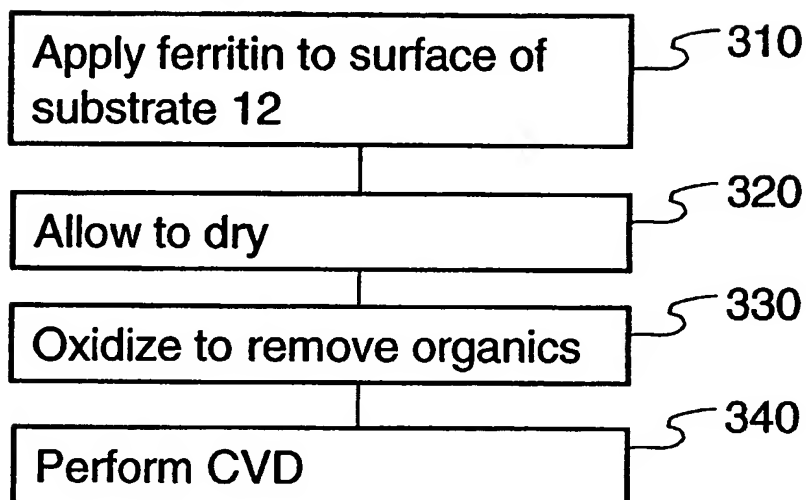 Apply ferritin to surface of
substrate 12
310
Allow to dry
320
Oxidize to remove organics
330
Perform CVD
340